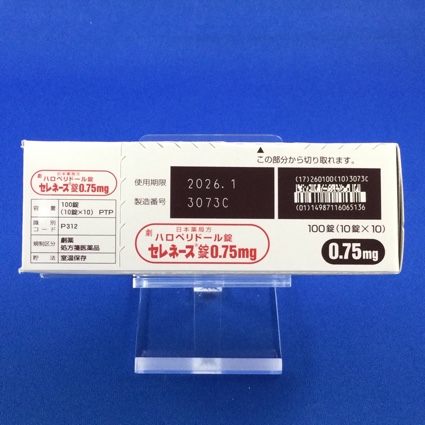 この部分から切り取れます。
使用期限 2026.1
製造番号 3073C
(17)260100(10)3073C
(01)14987116065136
劇 日本薬局方
ハロペリドール錠
セレネース®錠0.75mg
100錠(10錠×10)
0.75mg
劇 日本薬局方
ハロペリドール錠
セレネース®錠0.75mg
容量 100錠
(10錠×10) PTP
識別
コード P312
規制区分 劇薬
処方箋医薬品
貯法 室温保存